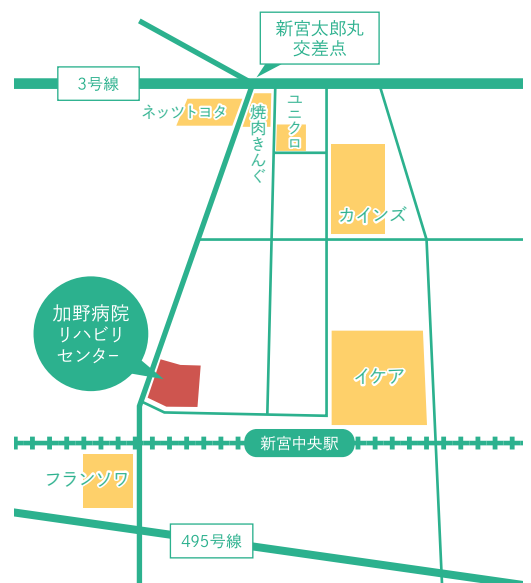 新宮太郎丸
交差点
3号線
ネッツトヨタ
焼肉きんぐ
ユニクロ
カインズ
加野病院
リハビリ
センター
イケア
新宮中央駅
フランソワ
495号線